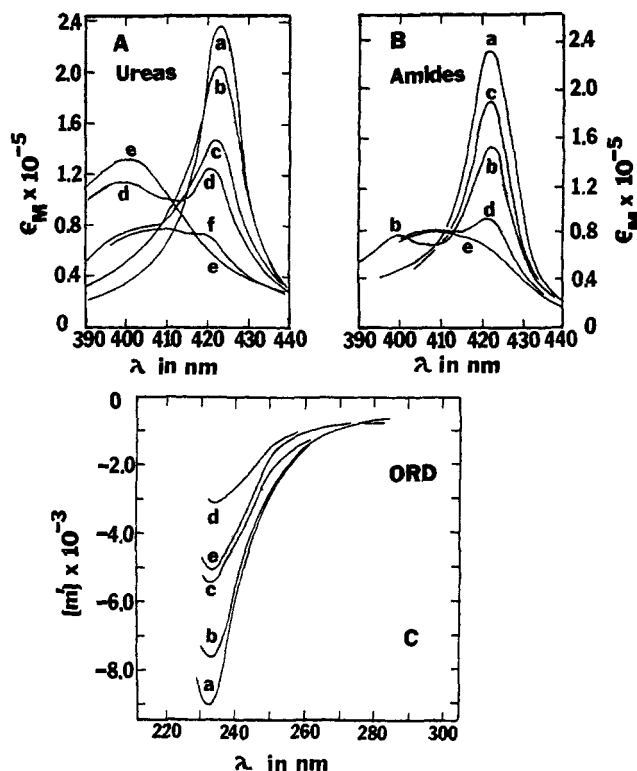 A
Ureas
a
b
c
d
e
d
f
e
2.4
2.0
1.6
1.2
0.8
0.4
0
ϵM x 10⁻⁵
390 400 410 420 430 440
λ in nm
B
Amides
a
c
b
d
b
e
2.4
2.0
1.6
1.2
0.8
0.4
0
ϵM x 10⁻⁵
390 400 410 420 430 440
λ in nm
0
-2.0
-4.0
-6.0
-8.0
[m'] x 10⁻³
ORD
d
e
c
b
a
C
220 240 260 280 300
λ in nm